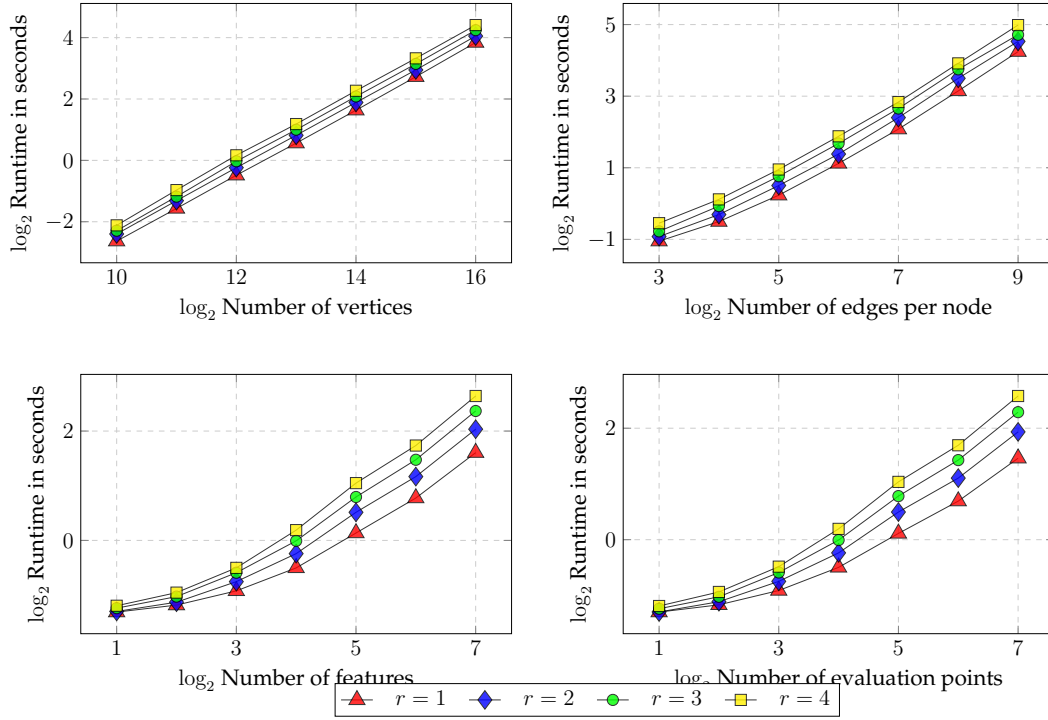 log₂ Runtime in seconds
4
2
0
−2
10 12 14 16
log₂ Number of vertices
log₂ Runtime in seconds
5
3
1
−1
3 5 7 9
log₂ Number of edges per node
log₂ Runtime in seconds
2
0
1 3 5 7
log₂ Number of features
log₂ Runtime in seconds
2
0
1 3 5 7
log₂ Number of evaluation points
r = 1 r = 2 r = 3 r = 4